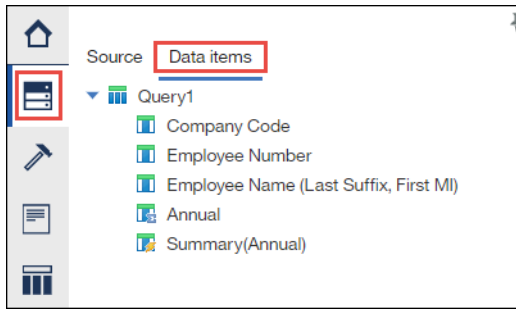 Source Data items
Query1
Company Code
Employee Number
Employee Name (Last Suffix, First MI)
Annual
Summary(Annual)